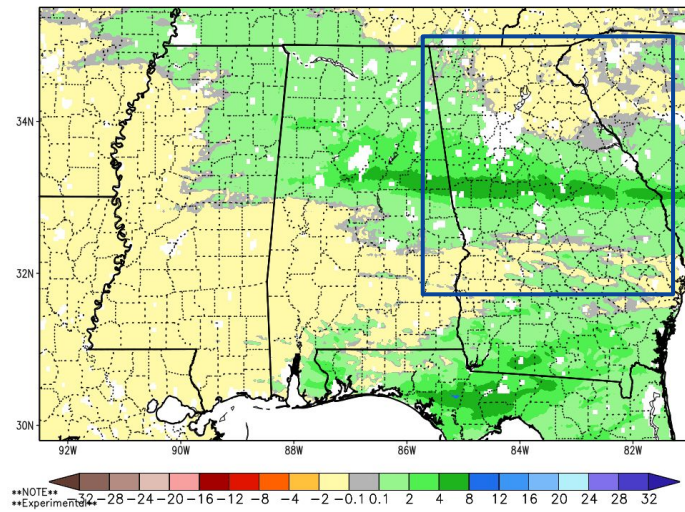 34N
32N
30N
92W 90W 88W 86W 84W 82W
**NOTE** -32 -28 -24 -20 -16 -12 -8 -4 -2 -0.1 0.1 2 4 8 12 16 20 24 28 32
**Experimental**